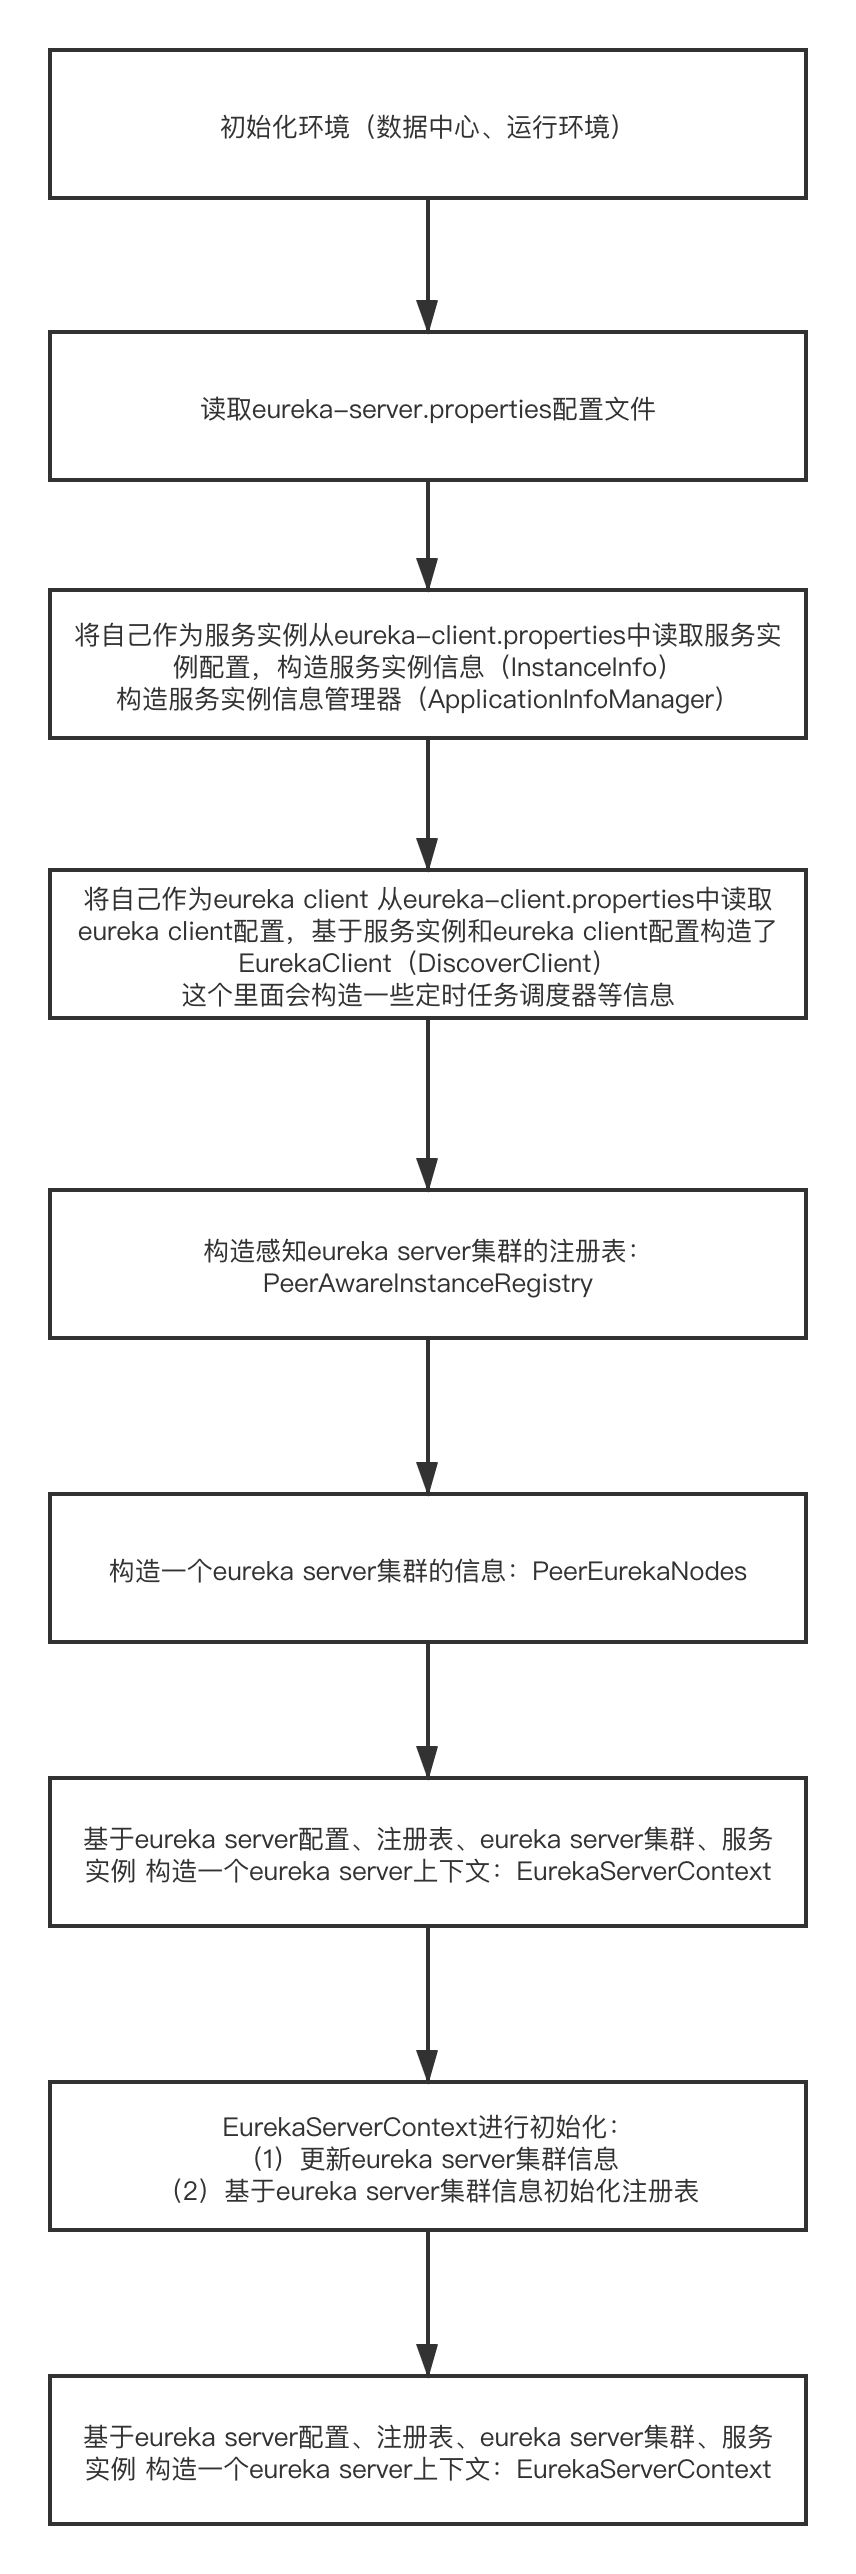 初始化环境（数据中心、运行环境）
读取eureka-server.properties配置文件
将自己作为服务实例从eureka-client.properties中读取服务实
例配置，构造服务实例信息（InstanceInfo）
构造服务实例信息管理器（ApplicationInfoManager）
将自己作为eureka client 从eureka-client.properties中读取
eureka client配置，基于服务实例和eureka client配置构造了
EurekaClient（DiscoverClient）
这个里面会构造一些定时任务调度器等信息
构造感知eureka server集群的注册表：
PeerAwareInstanceRegistry
构造一个eureka server集群的信息：PeerEurekaNodes
基于eureka server配置、注册表、eureka server集群、服务
实例 构造一个eureka server上下文：EurekaServerContext
EurekaServerContext进行初始化：
（1）更新eureka server集群信息
（2）基于eureka server集群信息初始化注册表
基于eureka server配置、注册表、eureka server集群、服务
实例 构造一个eureka server上下文：EurekaServerContext